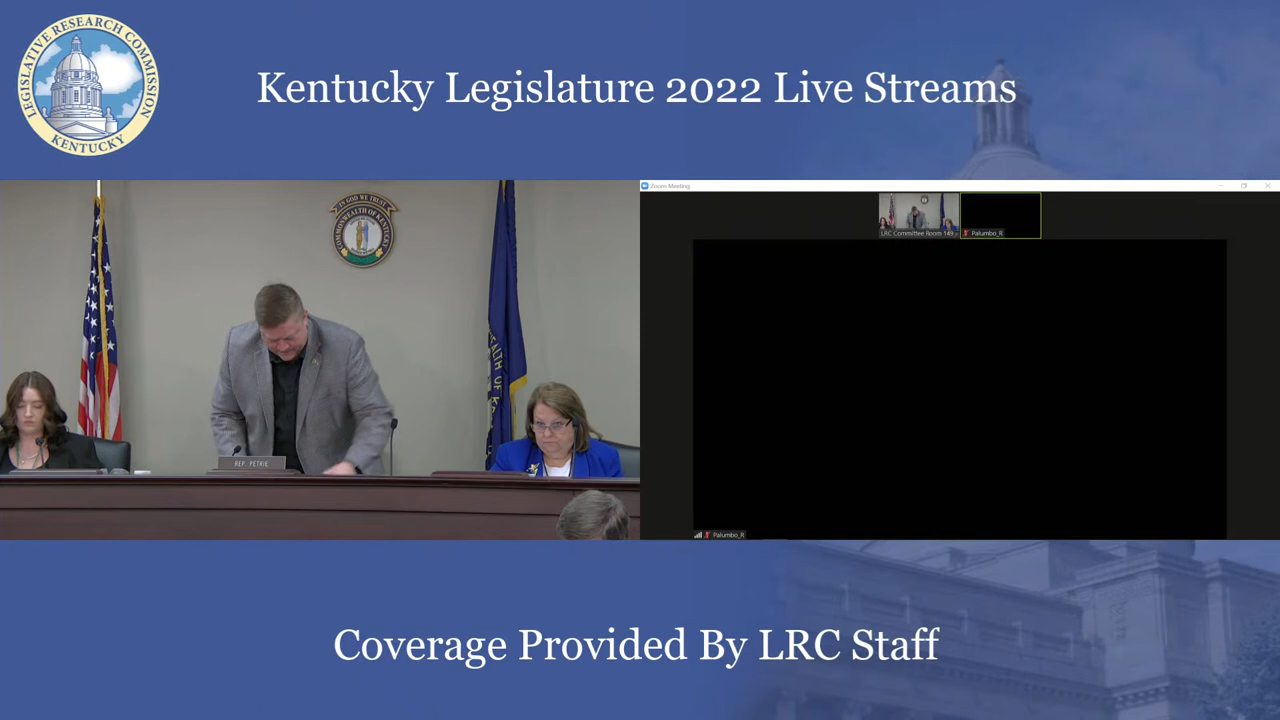 LEGISLATIVE RESEARCH COMMISSION
KENTUCKY
Kentucky Legislature 2022 Live Streams
Zoom Meeting
IN GOD WE TRUST
COMMONWEALTH OF KENTUCKY
LRC Committee Room 149
Palumbo_R
REP. PETRIE
Palumbo_R
Coverage Provided By LRC Staff